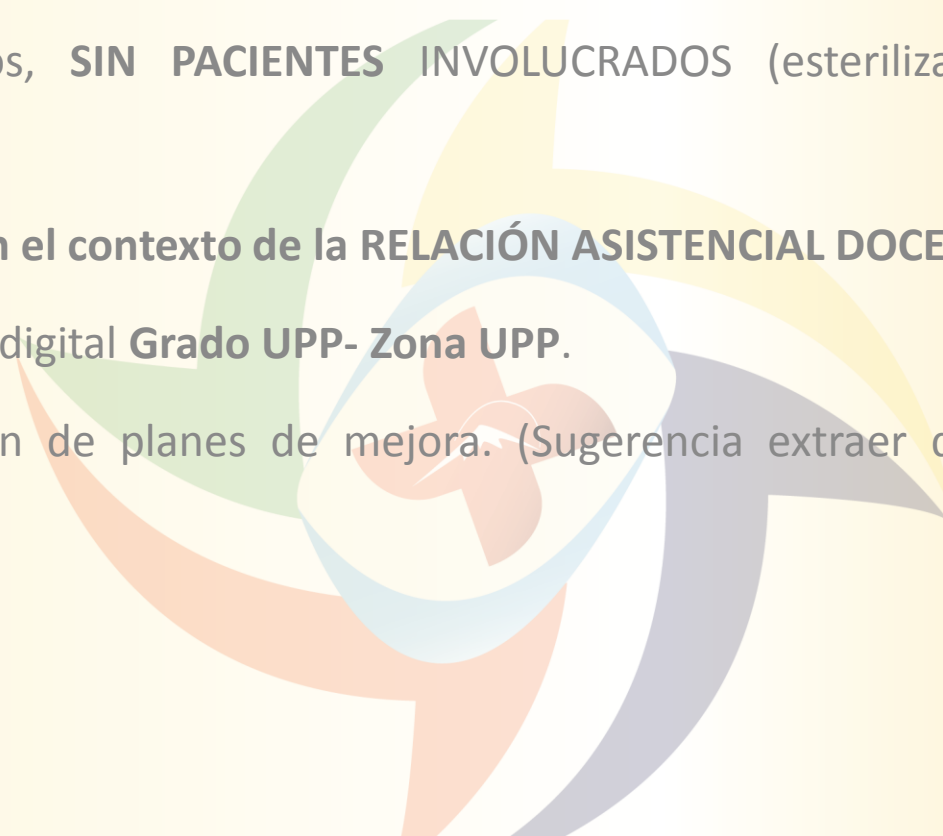 os, SIN PACIENTES INVOLUCRADOS (esteriliza
n el contexto de la RELACIÓN ASISTENCIAL DOCE
digital Grado UPP- Zona UPP.
n de planes de mejora. (Sugerencia extraer